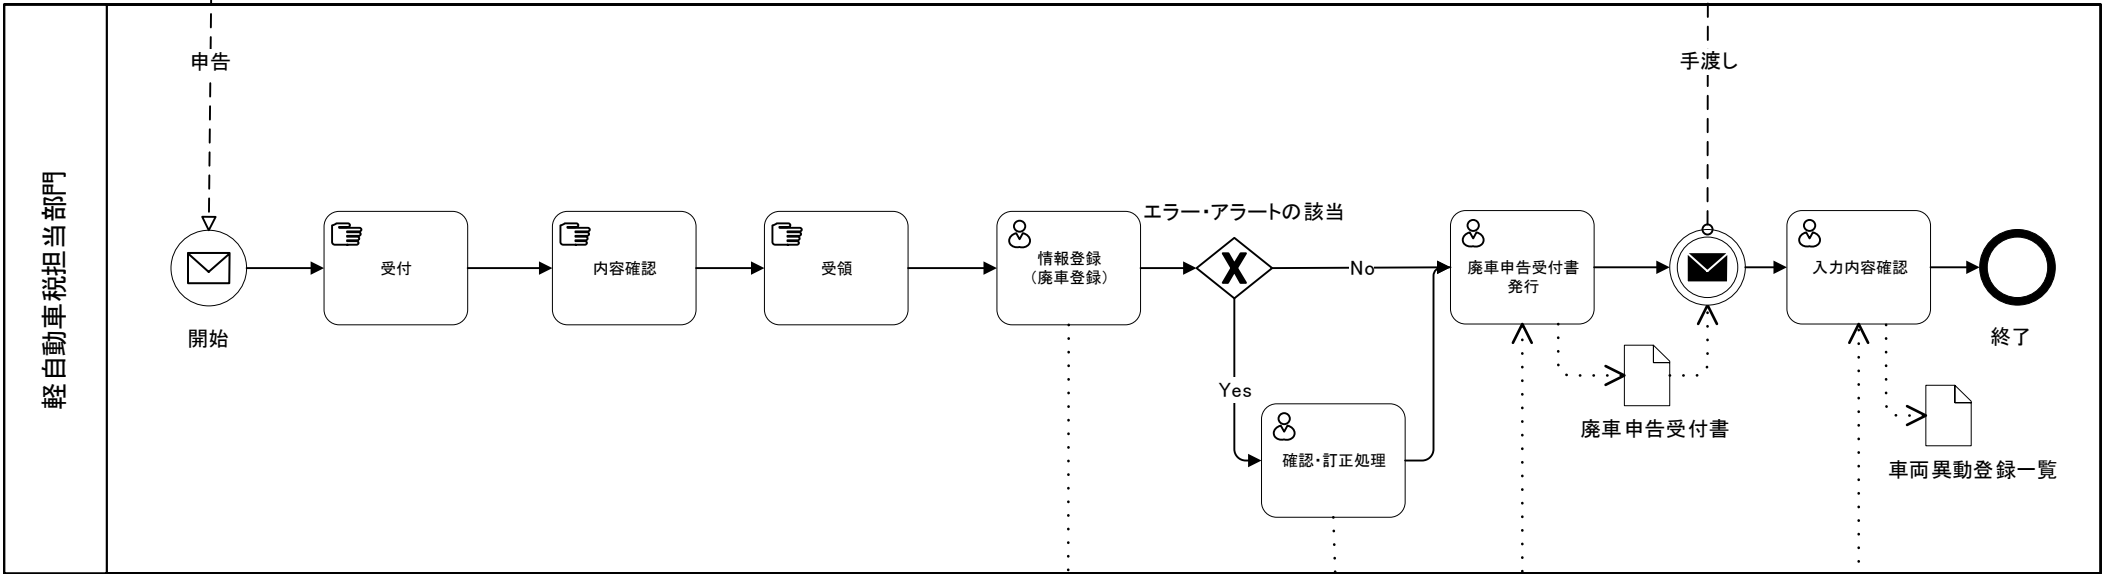 軽自動車税担当部門
申告
手渡し
開始
受付
内容確認
受領
情報登録
（廃車登録）
エラー・アラートの該当
No
Yes
確認・訂正処理
廃車申告受付書
発行
廃車申告受付書
入力内容確認
車両異動登録一覧
終了